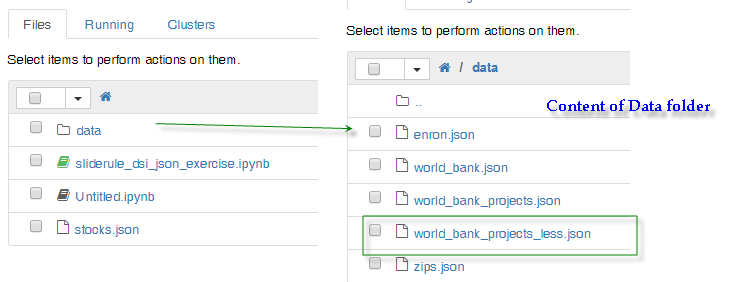 Files Running Clusters
Select items to perform actions on them.
data
sliderule_dsi_json_exercise.ipynb
Untitled.ipynb
stocks.json
Select items to perform actions on them.
/ data
..
Content of Data folder
enron.json
world_bank.json
world_bank_projects.json
world_bank_projects_less.json
zips.json